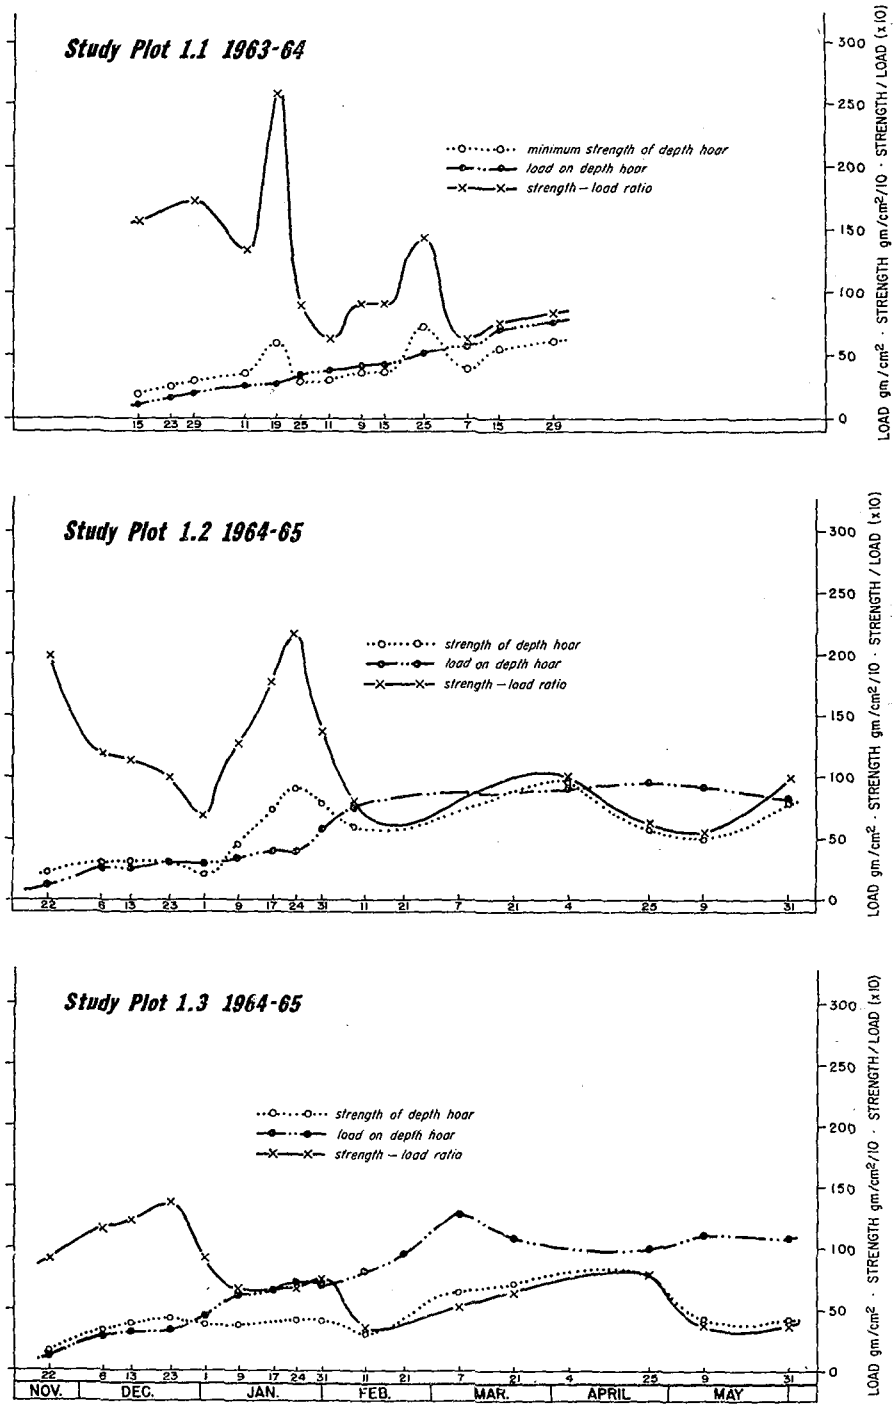 Study Plot 1.1 1963-64
300
250
200
150
100
50
0
LOAD gm/cm² · STRENGTH gm/cm²/10 · STRENGTH / LOAD (x10)
minimum strength of depth hoar
load on depth hoar
strength – load ratio
15 23 29 11 19 25 11 9 15 25 7 15 29
Study Plot 1.2 1964-65
300
250
200
150
100
50
0
LOAD gm/cm² · STRENGTH gm/cm²/10 · STRENGTH / LOAD (x10)
strength of depth hoar
load on depth hoar
strength – load ratio
22 6 13 23 1 9 17 24 31 11 21 7 21 4 25 9 31
Study Plot 1.3 1964-65
300
250
200
150
100
50
0
LOAD gm/cm² · STRENGTH gm/cm²/10 · STRENGTH/LOAD (x10)
strength of depth hoar
load on depth hoar
strength – load ratio
22 6 13 23 1 9 17 24 31 11 21 7 21 4 25 9 31
NOV. DEC. JAN. FEB. MAR. APRIL MAY